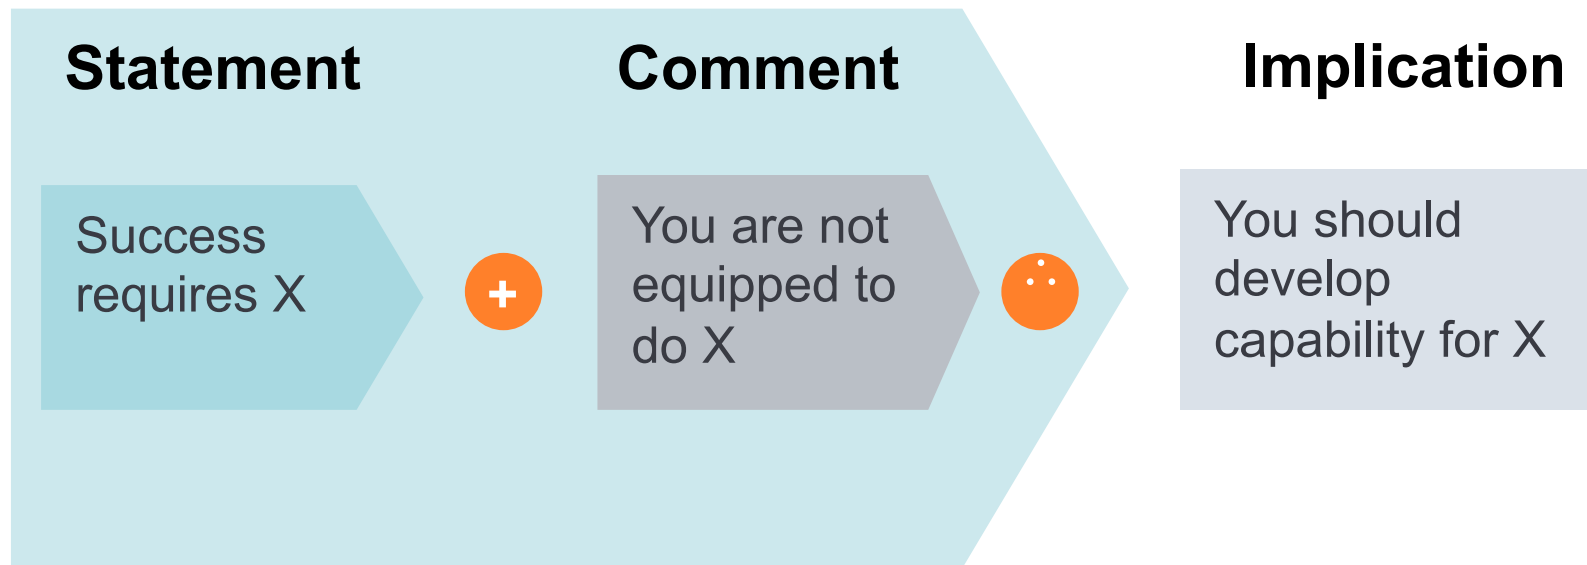 Statement
Comment
Implication
Success
requires X
+
You are not
equipped to
do X
∴
You should
develop
capability for X